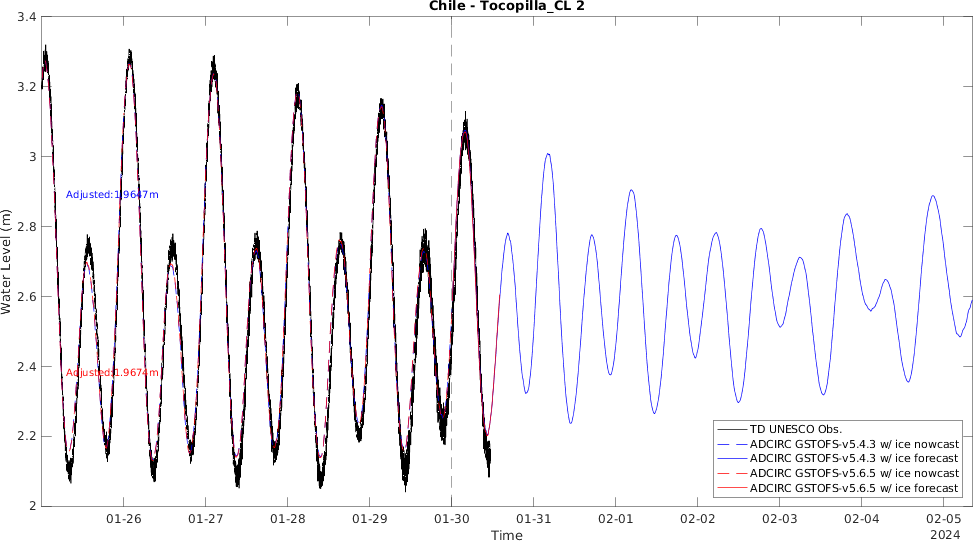 Chile - Tocopilla_CL 2
Water Level (m)
3.4
3.2
3
2.8
2.6
2.4
2.2
2
Adjusted:1.9647m
Adjusted:1.9674m
01-26
01-27
01-28
01-29
01-30
01-31
02-01
02-02
02-03
02-04
02-05
2024
Time
TD UNESCO Obs.
ADCIRC GSTOFS-v5.4.3 w/ ice nowcast
ADCIRC GSTOFS-v5.4.3 w/ ice forecast
ADCIRC GSTOFS-v5.6.5 w/ ice nowcast
ADCIRC GSTOFS-v5.6.5 w/ ice forecast